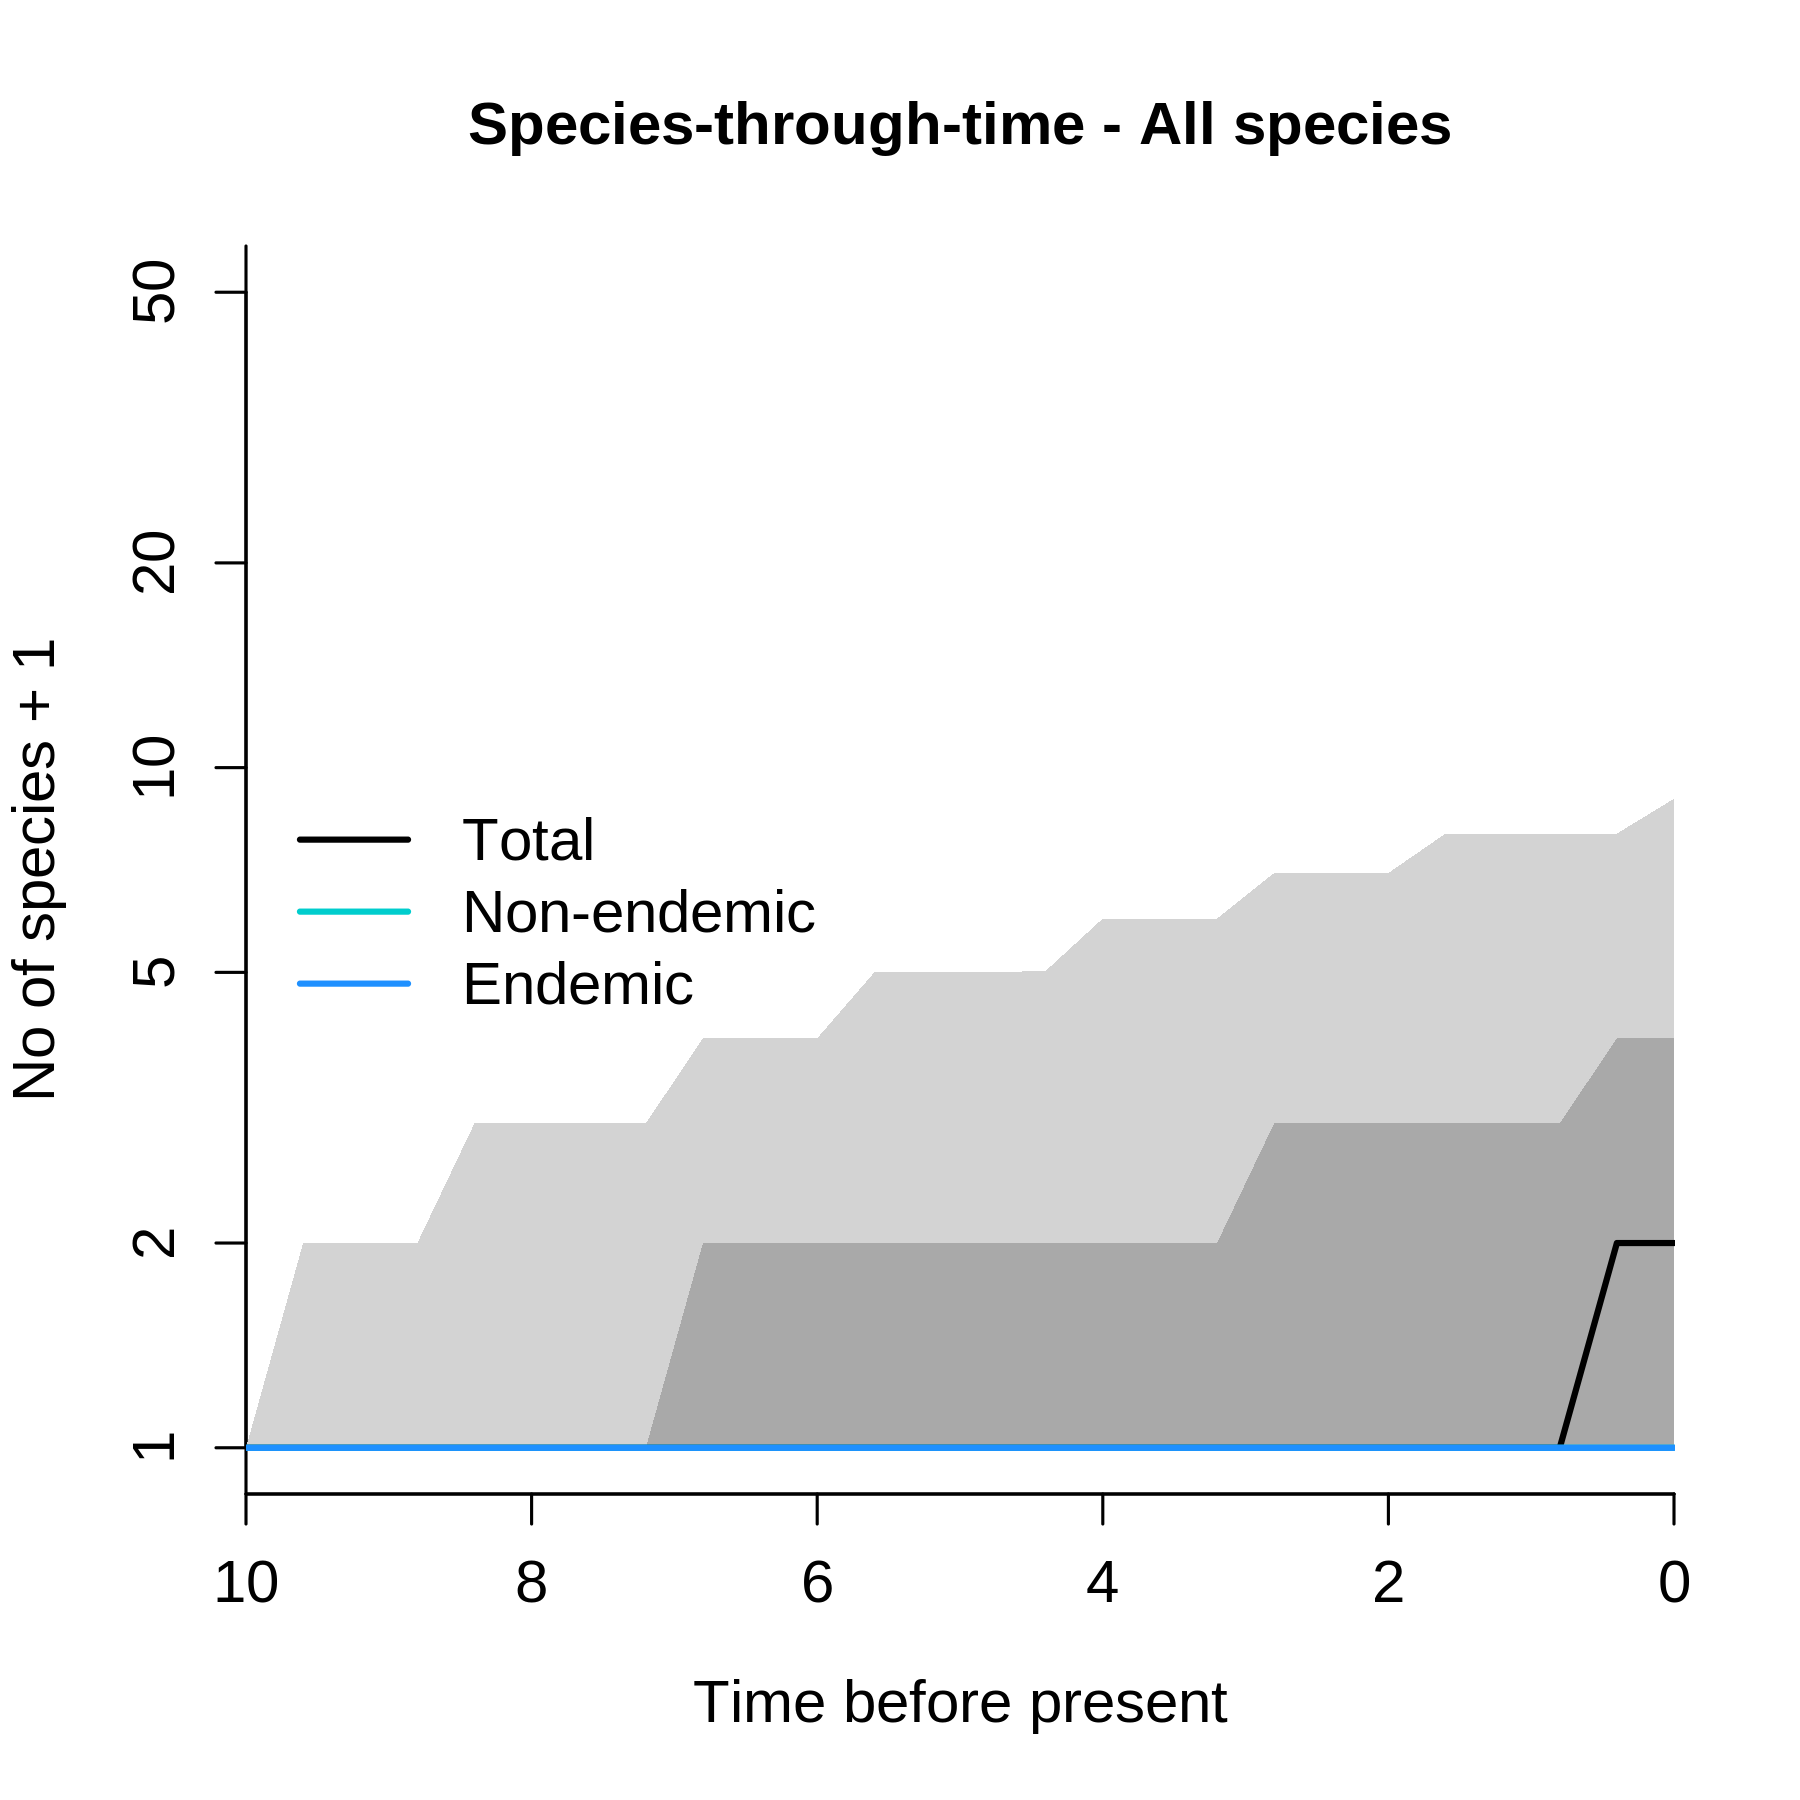 Species-through-time - All species
No of species + 1
50
20
10
5
2
1
Total
Non-endemic
Endemic
10 8 6 4 2 0
Time before present